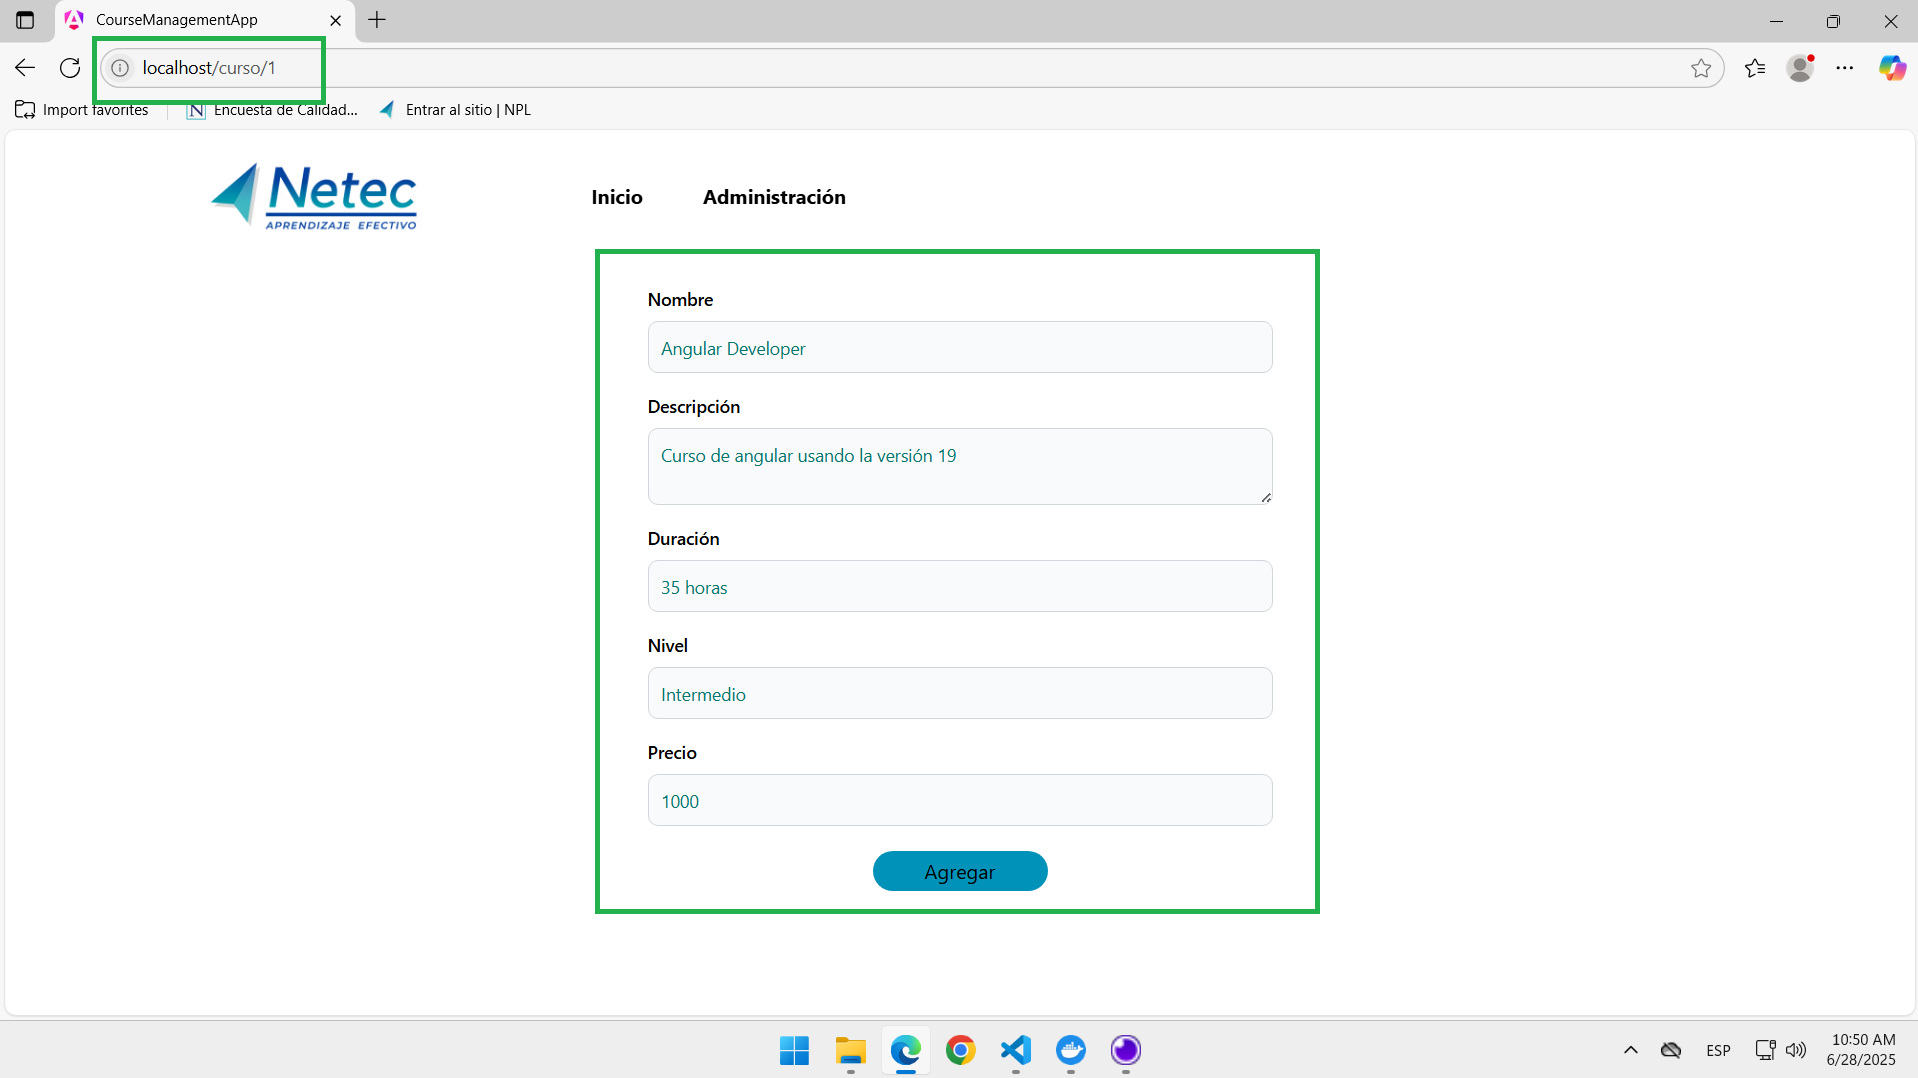 CourseManagementApp
localhost/curso/1
Import favorites
Encuesta de Calidad...
Entrar al sitio | NPL
Netec
APRENDIZAJE EFECTIVO
Inicio
Administración
Nombre
Angular Developer
Descripción
Curso de angular usando la versión 19
Duración
35 horas
Nivel
Intermedio
Precio
1000
Agregar
ESP
10:50 AM
6/28/2025